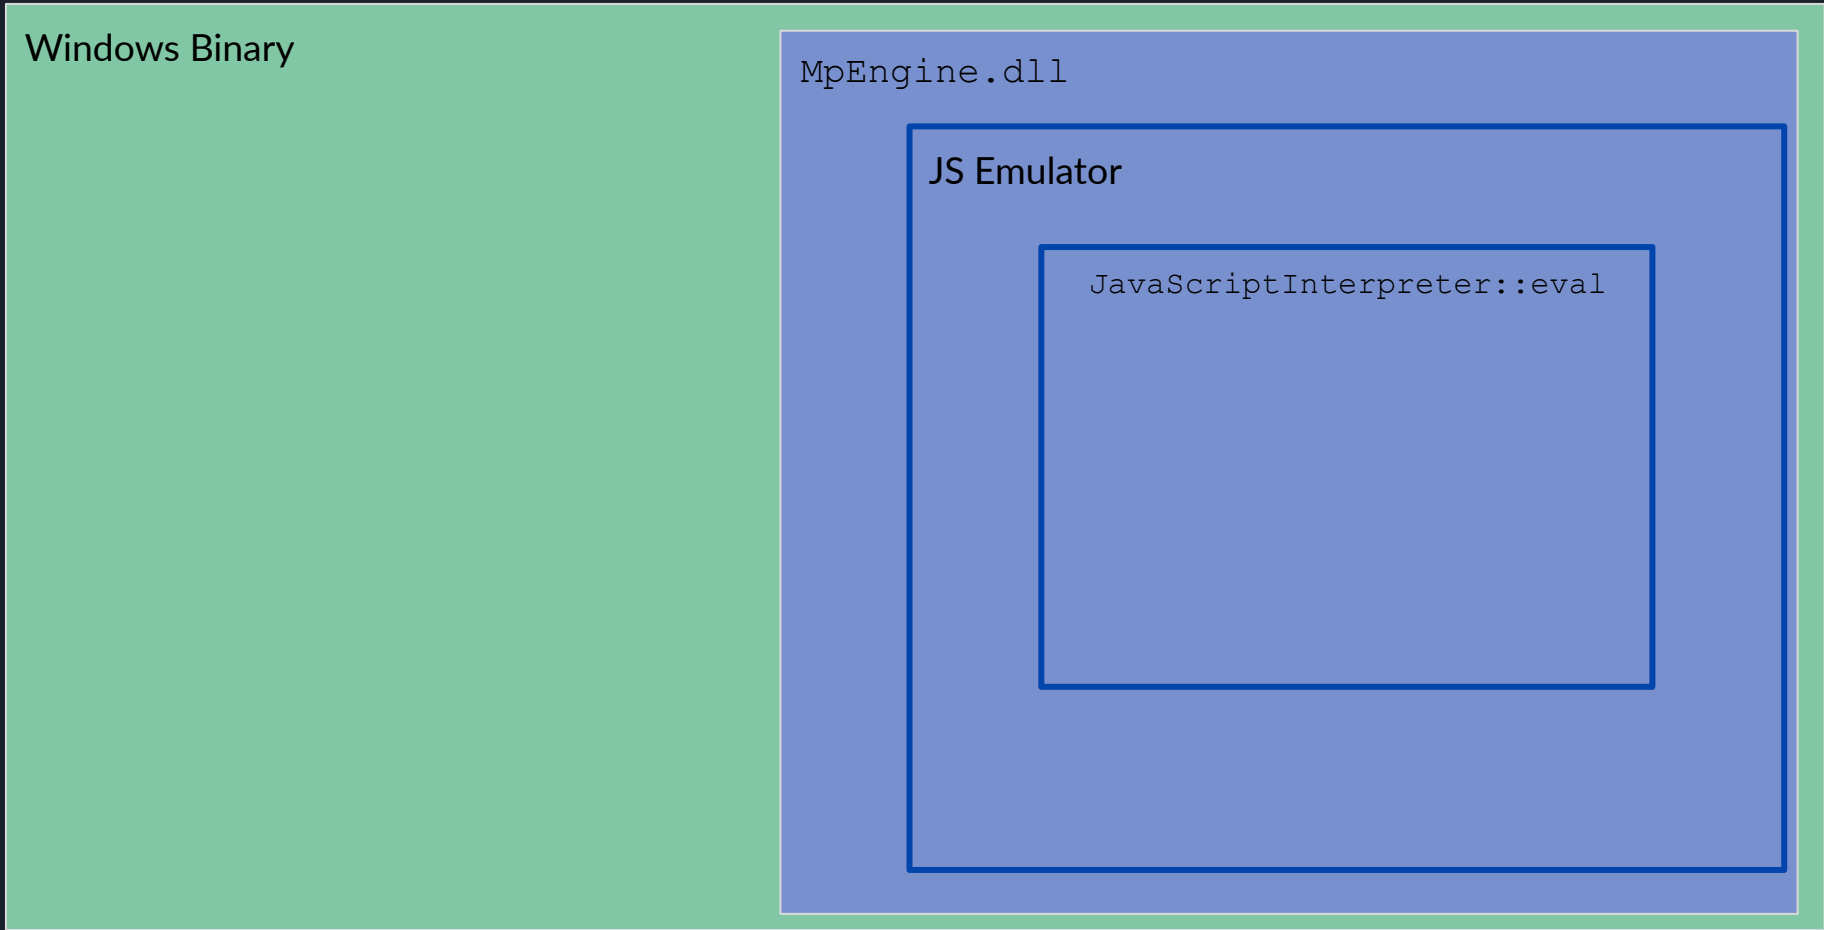 Windows Binary
MpEngine.dll
JS Emulator
JavaScriptInterpreter::eval